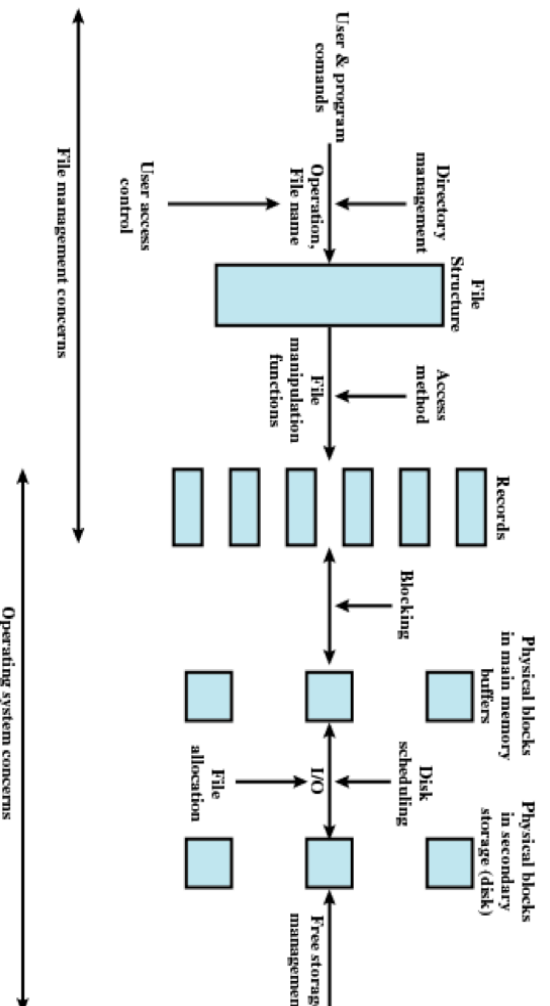 User & program
comands
Directory
management
Operation,
File name
User access
control
File
Structure
Access
method
File
manipulation
functions
Records
Blocking
Physical blocks
in main memory
buffers
Disk
scheduling
I/O
File
allocation
Physical blocks
in secondary
storage (disk)
Free storage
management
File management concerns
Operating system concerns